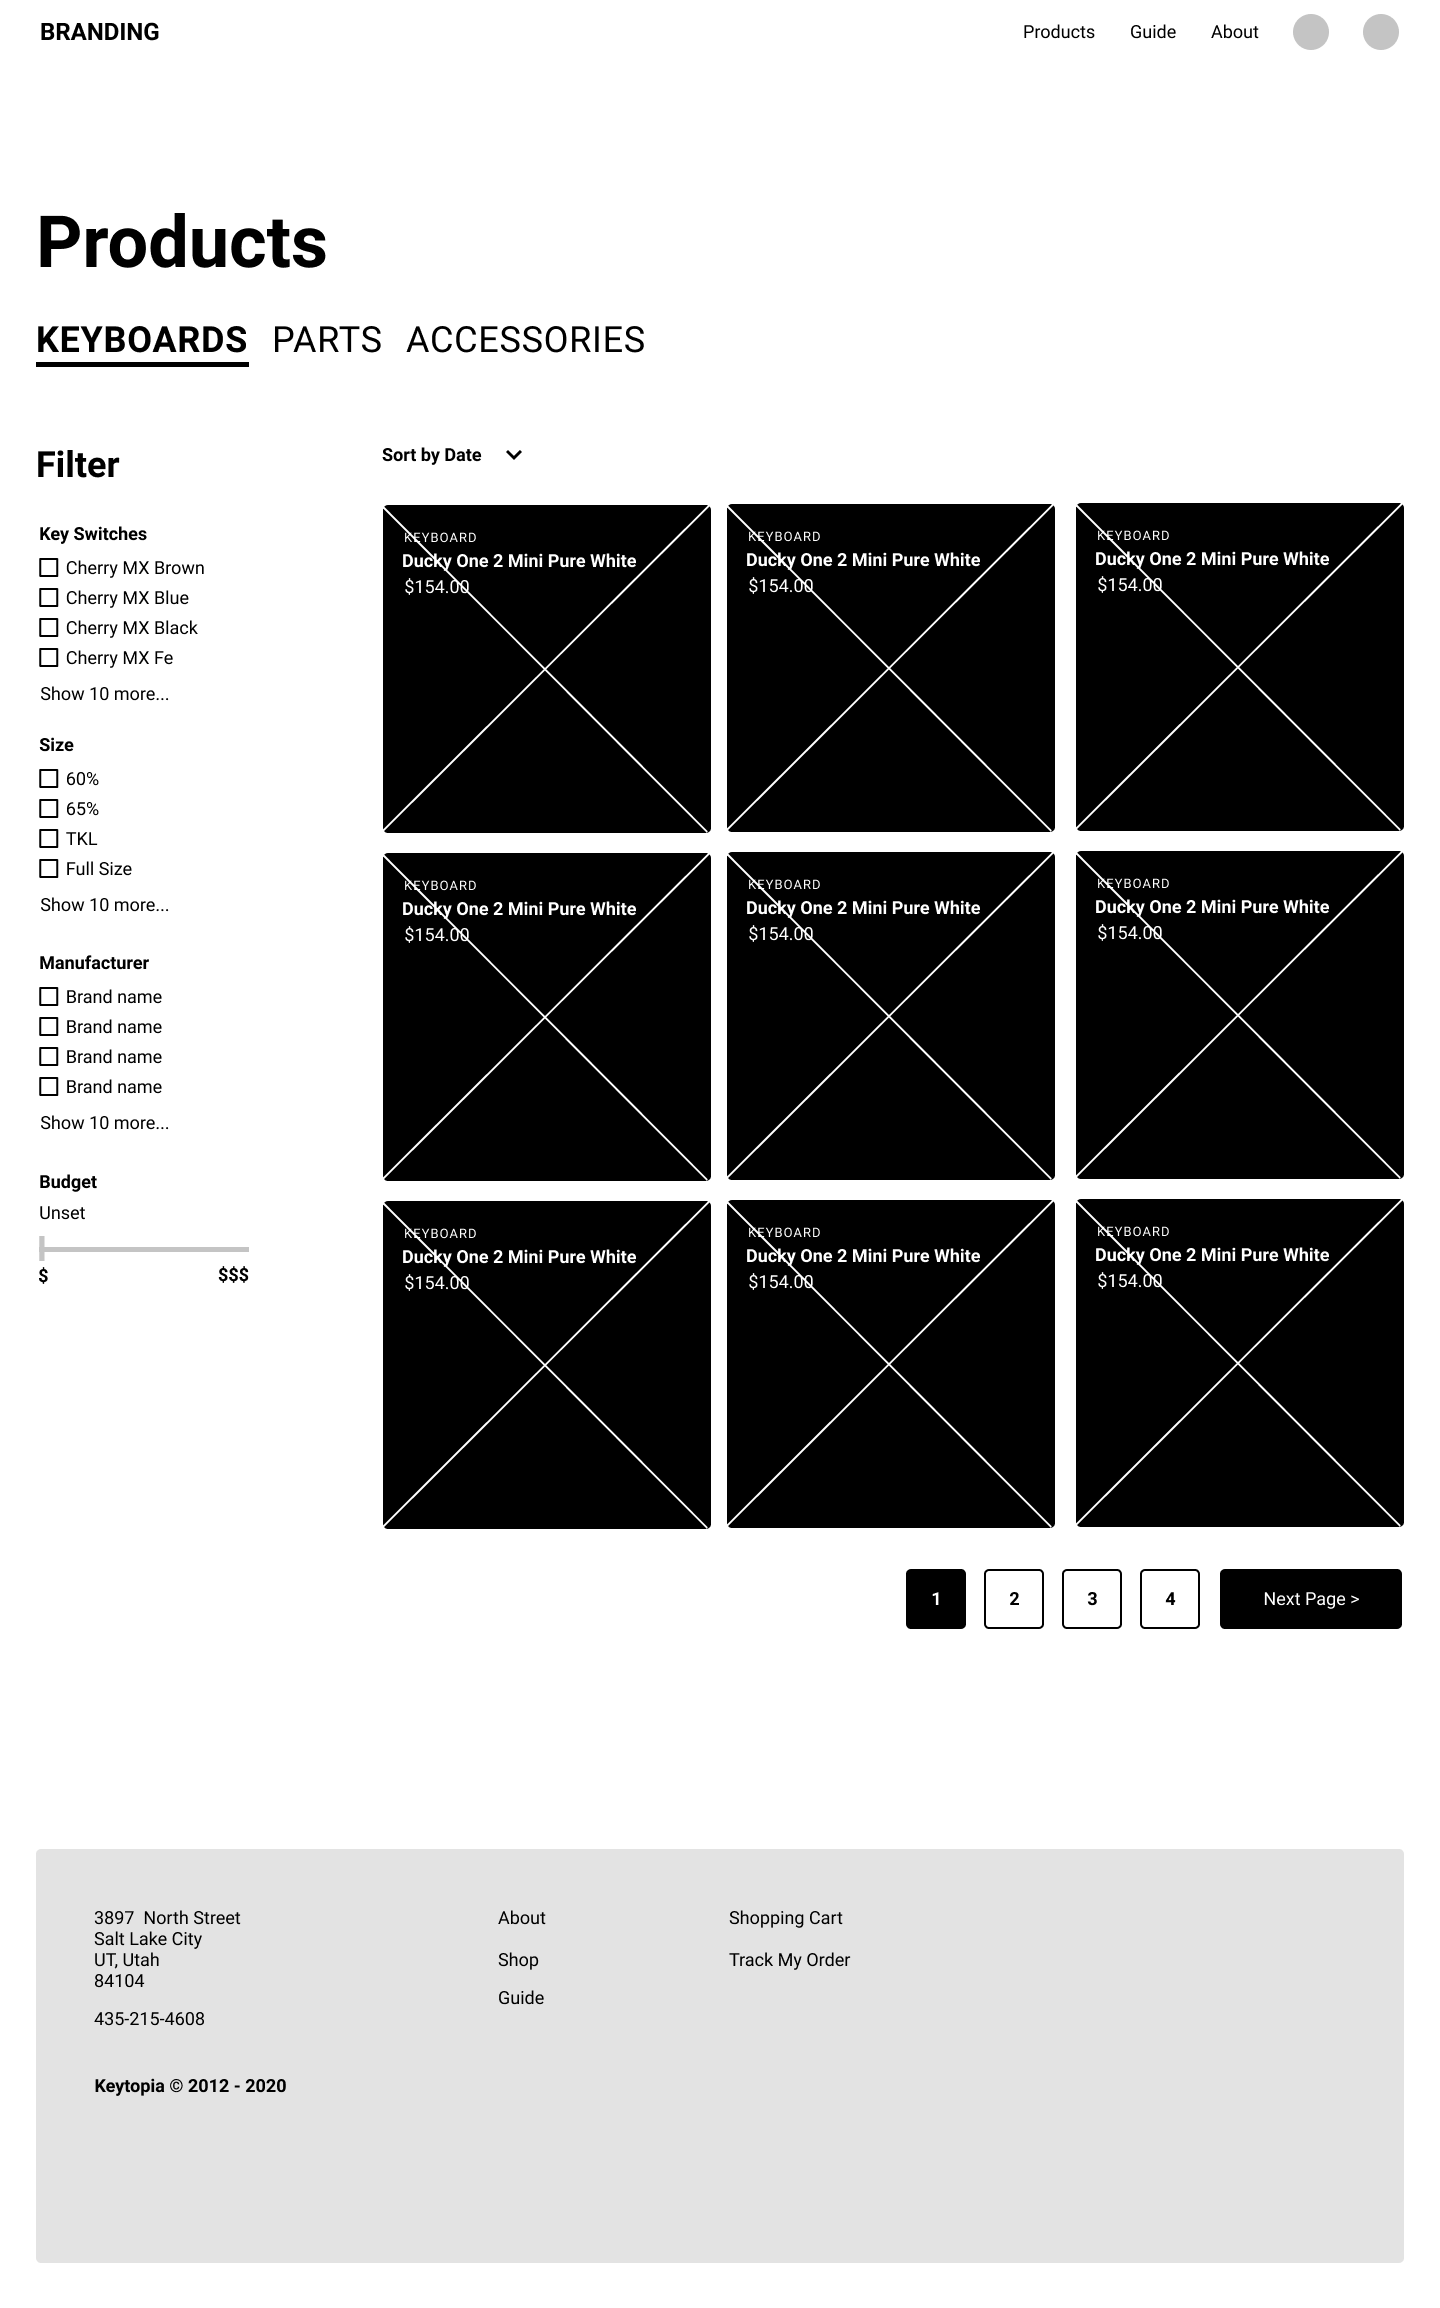 BRANDING
Products
Guide
About
Products
KEYBOARDS
PARTS
ACCESSORIES
Filter
Key Switches
Cherry MX Brown
Cherry MX Blue
Cherry MX Black
Cherry MX Fe
Show 10 more...
Size
60%
65%
TKL
Full Size
Show 10 more...
Manufacturer
Brand name
Brand name
Brand name
Brand name
Show 10 more...
Budget
Unset
$
$$$
Sort by Date
KEYBOARD
Ducky One 2 Mini Pure White
$154.00
KEYBOARD
Ducky One 2 Mini Pure White
$154.00
KEYBOARD
Ducky One 2 Mini Pure White
$154.00
KEYBOARD
Ducky One 2 Mini Pure White
$154.00
KEYBOARD
Ducky One 2 Mini Pure White
$154.00
KEYBOARD
Ducky One 2 Mini Pure White
$154.00
KEYBOARD
Ducky One 2 Mini Pure White
$154.00
KEYBOARD
Ducky One 2 Mini Pure White
$154.00
KEYBOARD
Ducky One 2 Mini Pure White
$154.00
1
2
3
4
Next Page >
3897  North Street
Salt Lake City
UT, Utah
84104
435-215-4608
Keytopia © 2012 - 2020
About
Shop
Guide
Shopping Cart
Track My Order